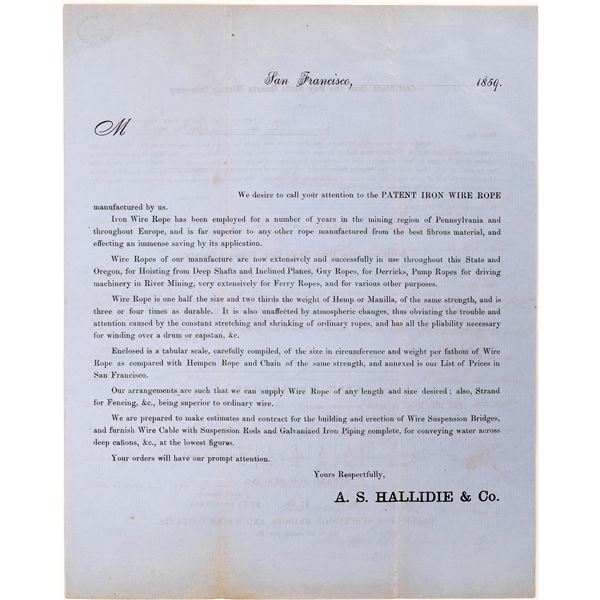 San Francisco, 1859.
M
We desire to call your attention to the PATENT IRON WIRE ROPE
manufactured by us.
Iron Wire Rope has been employed for a number of years in the mining region of Pennsylvania and
throughout Europe, and is far superior to any other rope manufactured from the best fibrous material, and
effecting an immense saving by its application.
Wire Ropes of our manufacture are now extensively and successfully in use throughout this State and
Oregon, for Hoisting from Deep Shafts and Inclined Planes, Guy Ropes, for Derricks, Pump Ropes for driving
machinery in River Mining, very extensively for Ferry Ropes, and for various other purposes.
Wire Rope is one half the size and two thirds the weight of Hemp or Manilla, of the same strength, and is
three or four times as durable. It is also unaffected by atmospheric changes, thus obviating the trouble and
attention caused by the constant stretching and shrinking of ordinary ropes, and has all the pliability necessary
for winding over a drum or capstan, &c.
Enclosed is a tabular scale, carefully compiled, of the size in circumference and weight per fathom of Wire
Rope as compared with Hempen Rope and Chain of the same strength, and annexed is our List of Prices in
San Francisco.
Our arrangements are such that we can supply Wire Rope of any length and size desired; also, Strand
for Fencing, &c., being superior to ordinary wire.
We are prepared to make estimates and contract for the building and erection of Wire Suspension Bridges,
and furnish Wire Cable with Suspension Rods and Galvanized Iron Piping complete, for conveying water across
deep cañons, &c., at the lowest figures.
Your orders will have our prompt attention.
Yours Respectfully,
A. S. HALLIDIE & Co.